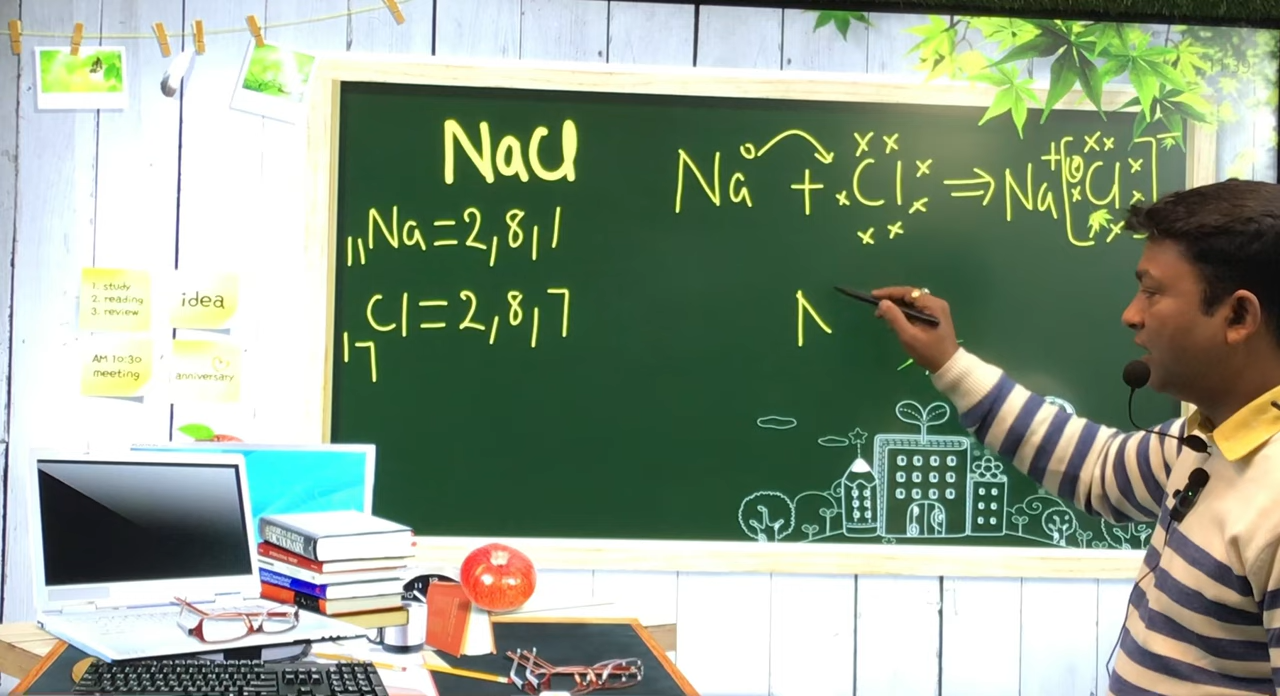 NaCl
11Na = 2,8,1
17Cl = 2,8,7
Na + Cl ⇒ Na+[Cl]−
N
1. study
2. reading
3. review
idea
AM 10:30
meeting
anniversary
DICTIONARY